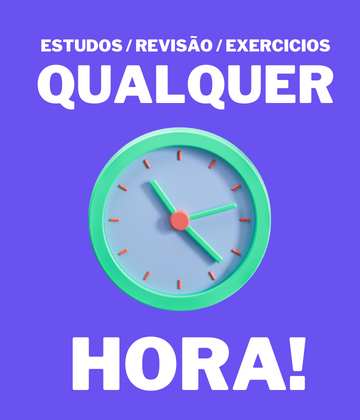 ESTUDOS / REVISÃO / EXERCICIOS
QUALQUER
HORA!